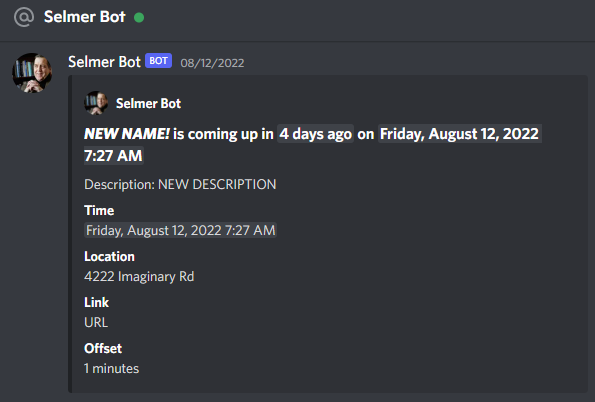 @ Selmer Bot
Selmer Bot BOT 08/12/2022
Selmer Bot
NEW NAME! is coming up in 4 days ago on Friday, August 12, 2022
7:27 AM
Description: NEW DESCRIPTION
Time
Friday, August 12, 2022 7:27 AM
Location
4222 Imaginary Rd
Link
URL
Offset
1 minutes